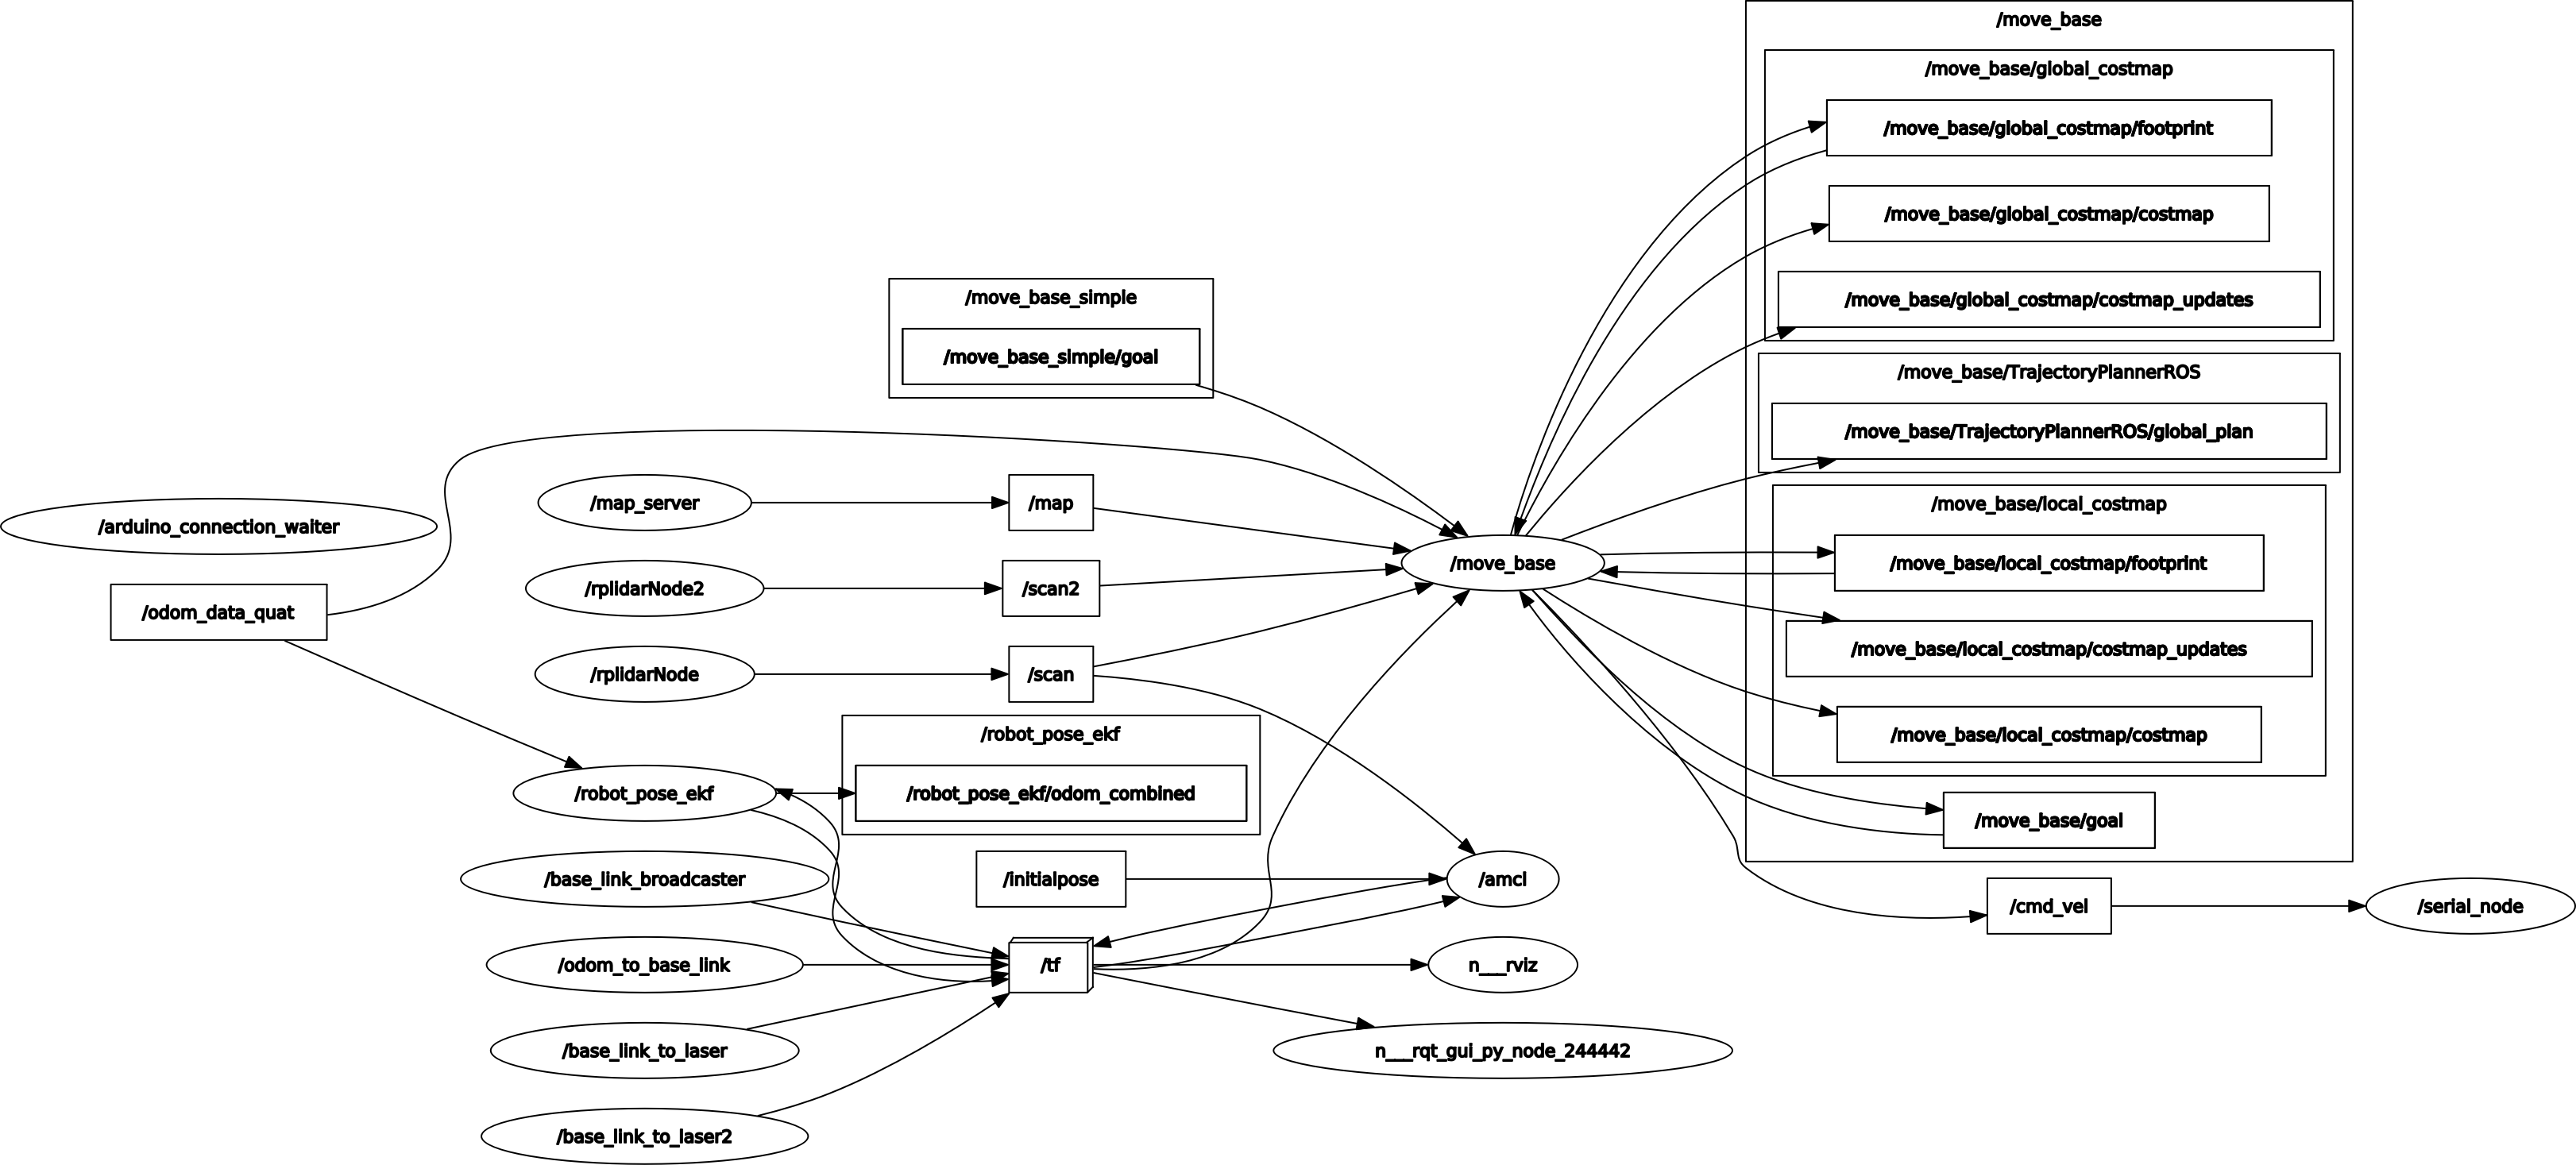 /move_base
/move_base/global_costmap
/move_base/global_costmap/footprint
/move_base/global_costmap/costmap
/move_base/global_costmap/costmap_updates
/move_base_simple
/move_base_simple/goal
/move_base/TrajectoryPlannerROS
/move_base/TrajectoryPlannerROS/global_plan
/map_server
/map
/arduino_connection_waiter
/move_base/local_costmap
/move_base
/move_base/local_costmap/footprint
/rplidarNode2
/scan2
/odom_data_quat
/move_base/local_costmap/costmap_updates
/rplidarNode
/scan
/robot_pose_ekf
/move_base/local_costmap/costmap
/robot_pose_ekf
/robot_pose_ekf/odom_combined
/move_base/goal
/base_link_broadcaster
/initialpose
/amcl
/cmd_vel
/serial_node
/odom_to_base_link
/tf
n___rviz
/base_link_to_laser
n___rqt_gui_py_node_244442
/base_link_to_laser2